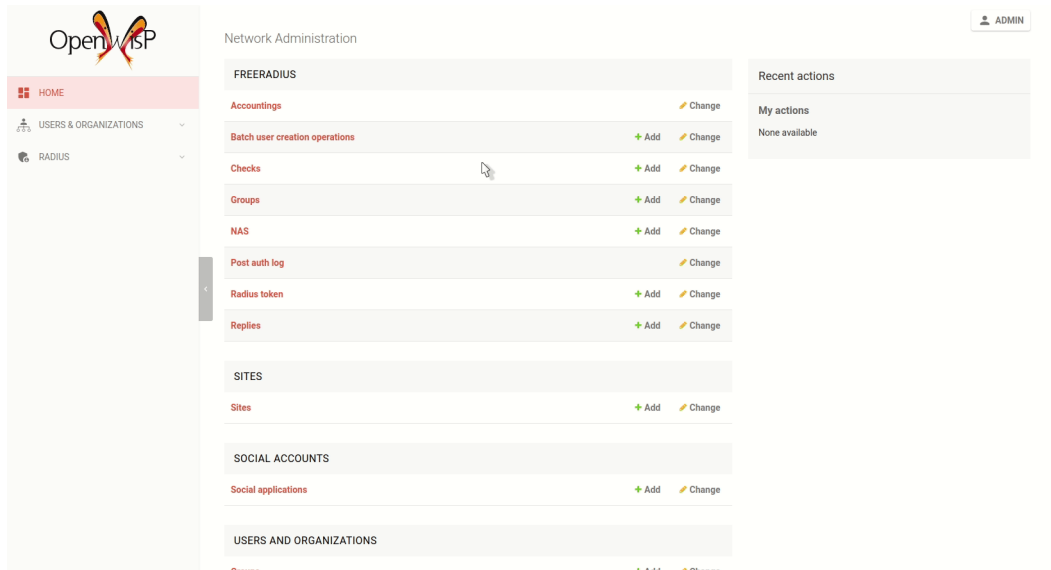 OpenWISP
ADMIN
HOME
USERS & ORGANIZATIONS
RADIUS
Network Administration
FREERADIUS
Accountings Change
Batch user creation operations Add Change
Checks Add Change
Groups Add Change
NAS Add Change
Post auth log Change
Radius token Add Change
Replies Add Change
SITES
Sites Add Change
SOCIAL ACCOUNTS
Social applications Add Change
USERS AND ORGANIZATIONS
Recent actions
My actions
None available